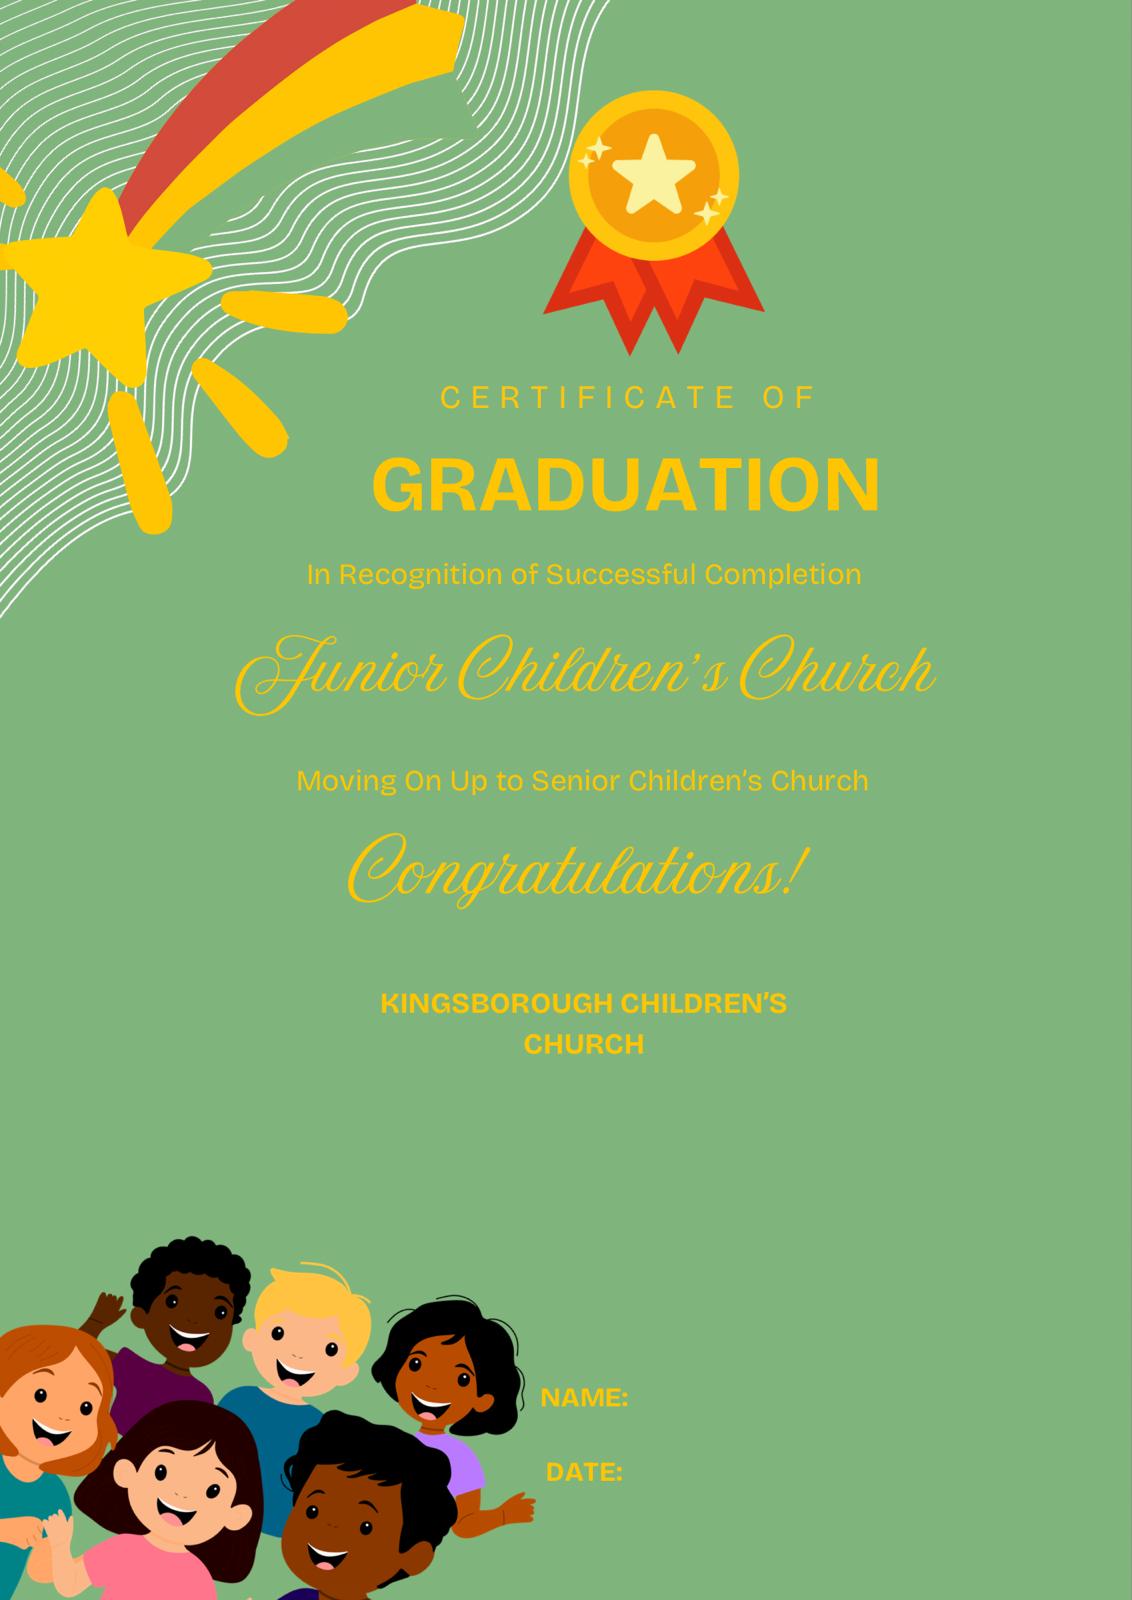 CERTIFICATE OF
GRADUATION
In Recognition of Successful Completion
Junior Children's Church
Moving On Up to Senior Children's Church
Congratulations!
KINGSBOROUGH CHILDREN'S
CHURCH
NAME:
DATE: